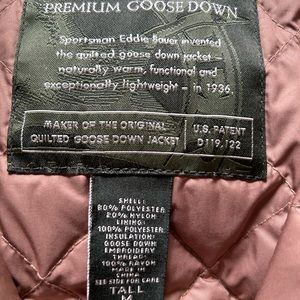 PREMIUM GOOSE DOWN
Sportsman Eddie Bauer invented
the quilted goose down jacket –
naturally warm, functional and
exceptionally lightweight – in 1936.
MAKER OF THE ORIGINAL
QUILTED GOOSE DOWN JACKET
U.S. PATENT
D119,122
SHELL:
80% POLYESTER
20% NYLON
LINING:
100% POLYESTER
INSULATION:
GOOSE DOWN
EMBROIDERY
THREAD:
100% RAYON
MADE IN
CHINA
SEE SIDE FOR CARE
TALL
M